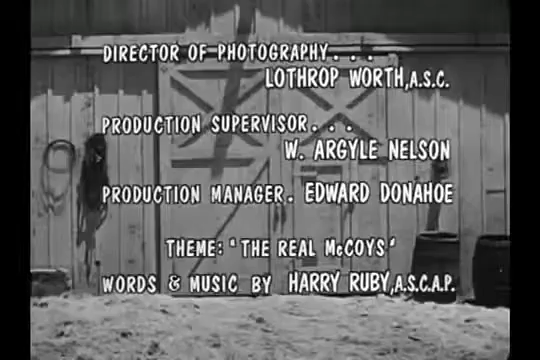 DIRECTOR OF PHOTOGRAPHY...
LOTHROP WORTH, A.S.C.
PRODUCTION SUPERVISOR...
W. ARGYLE NELSON
PRODUCTION MANAGER. EDWARD DONAHOE
THEME: "THE REAL McCOYS"
WORDS & MUSIC BY HARRY RUBY, A.S.C.A.P.